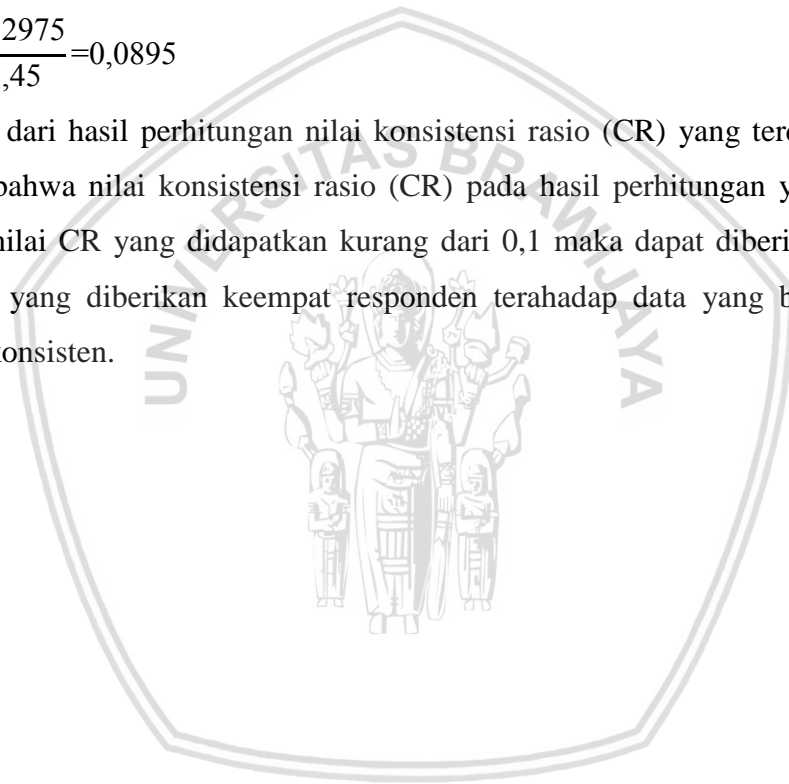 2975
,45 =0,0895
dari hasil perhitungan nilai konsistensi rasio (CR) yang
bahwa nilai konsistensi rasio (CR) pada hasil perhitungan
nilai CR yang didapatkan kurang dari 0,1 maka dapat
yang diberikan keempat responden terahadap data yang
konsisten.
UNIVERSITAS BRAWIJAYA